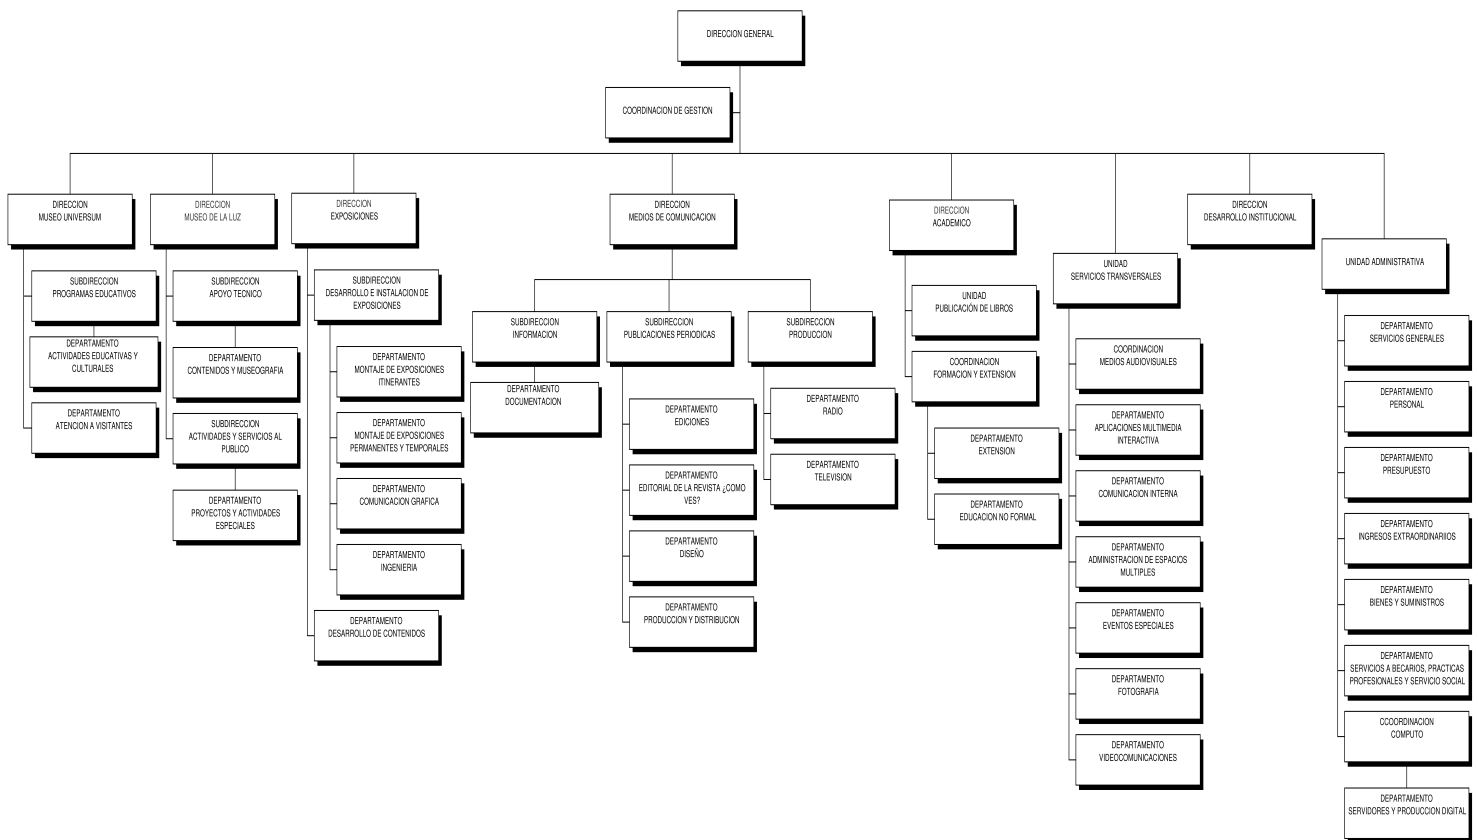 DIRECCION GENERAL
COORDINACION DE GESTION
DIRECCION
MUSEO UNIVERSUM
SUBDIRECCION
PROGRAMAS EDUCATIVOS
DEPARTAMENTO
ACTIVIDADES EDUCATIVAS Y
CULTURALES
DEPARTAMENTO
ATENCION A VISITANTES
DIRECCION
MUSEO DE LA LUZ
SUBDIRECCION
APOYO TECNICO
DEPARTAMENTO
CONTENIDOS Y MUSEOGRAFIA
SUBDIRECCION
ACTIVIDADES Y SERVICIOS AL
PUBLICO
DEPARTAMENTO
PROYECTOS Y ACTIVIDADES
ESPECIALES
DIRECCION
EXPOSICIONES
SUBDIRECCION
DESARROLLO E INSTALACION DE
EXPOSICIONES
DEPARTAMENTO
MONTAJE DE EXPOSICIONES
ITINERANTES
DEPARTAMENTO
MONTAJE DE EXPOSICIONES
PERMANENTES Y TEMPORALES
DEPARTAMENTO
COMUNICACION GRAFICA
DEPARTAMENTO
INGENIERIA
DEPARTAMENTO
DESARROLLO DE CONTENIDOS
DIRECCION
MEDIOS DE COMUNICACION
SUBDIRECCION
INFORMACION
DEPARTAMENTO
DOCUMENTACION
SUBDIRECCION
PUBLICACIONES PERIODICAS
DEPARTAMENTO
EDICIONES
DEPARTAMENTO
EDITORIAL DE LA REVISTA ¿COMO
VES?
DEPARTAMENTO
DISEÑO
DEPARTAMENTO
PRODUCCION Y DISTRIBUCION
SUBDIRECCION
PRODUCCION
DEPARTAMENTO
RADIO
DEPARTAMENTO
TELEVISION
DIRECCION
ACADEMICO
UNIDAD
PUBLICACIÓN DE LIBROS
COORDINACION
FORMACION Y EXTENSION
DEPARTAMENTO
EXTENSION
DEPARTAMENTO
EDUCACION NO FORMAL
UNIDAD
SERVICIOS TRANSVERSALES
COORDINACION
MEDIOS AUDIOVISUALES
DEPARTAMENTO
APLICACIONES MULTIMEDIA
INTERACTIVA
DEPARTAMENTO
COMUNICACION INTERNA
DEPARTAMENTO
ADMINISTRACION DE ESPACIOS
MULTIPLES
DEPARTAMENTO
EVENTOS ESPECIALES
DEPARTAMENTO
FOTOGRAFIA
DEPARTAMENTO
VIDEOCOMUNICACIONES
DIRECCION
DESARROLLO INSTITUCIONAL
UNIDAD ADMINISTRATIVA
DEPARTAMENTO
SERVICIOS GENERALES
DEPARTAMENTO
PERSONAL
DEPARTAMENTO
PRESUPUESTO
DEPARTAMENTO
INGRESOS EXTRAORDINARIIOS
DEPARTAMENTO
BIENES Y SUMINISTROS
DEPARTAMENTO
SERVICIOS A BECARIOS, PRACTICAS
PROFESIONALES Y SERVICIO SOCIAL
CCOORDINACION
COMPUTO
DEPARTAMENTO
SERVIDORES Y PRODUCCION DIGITAL